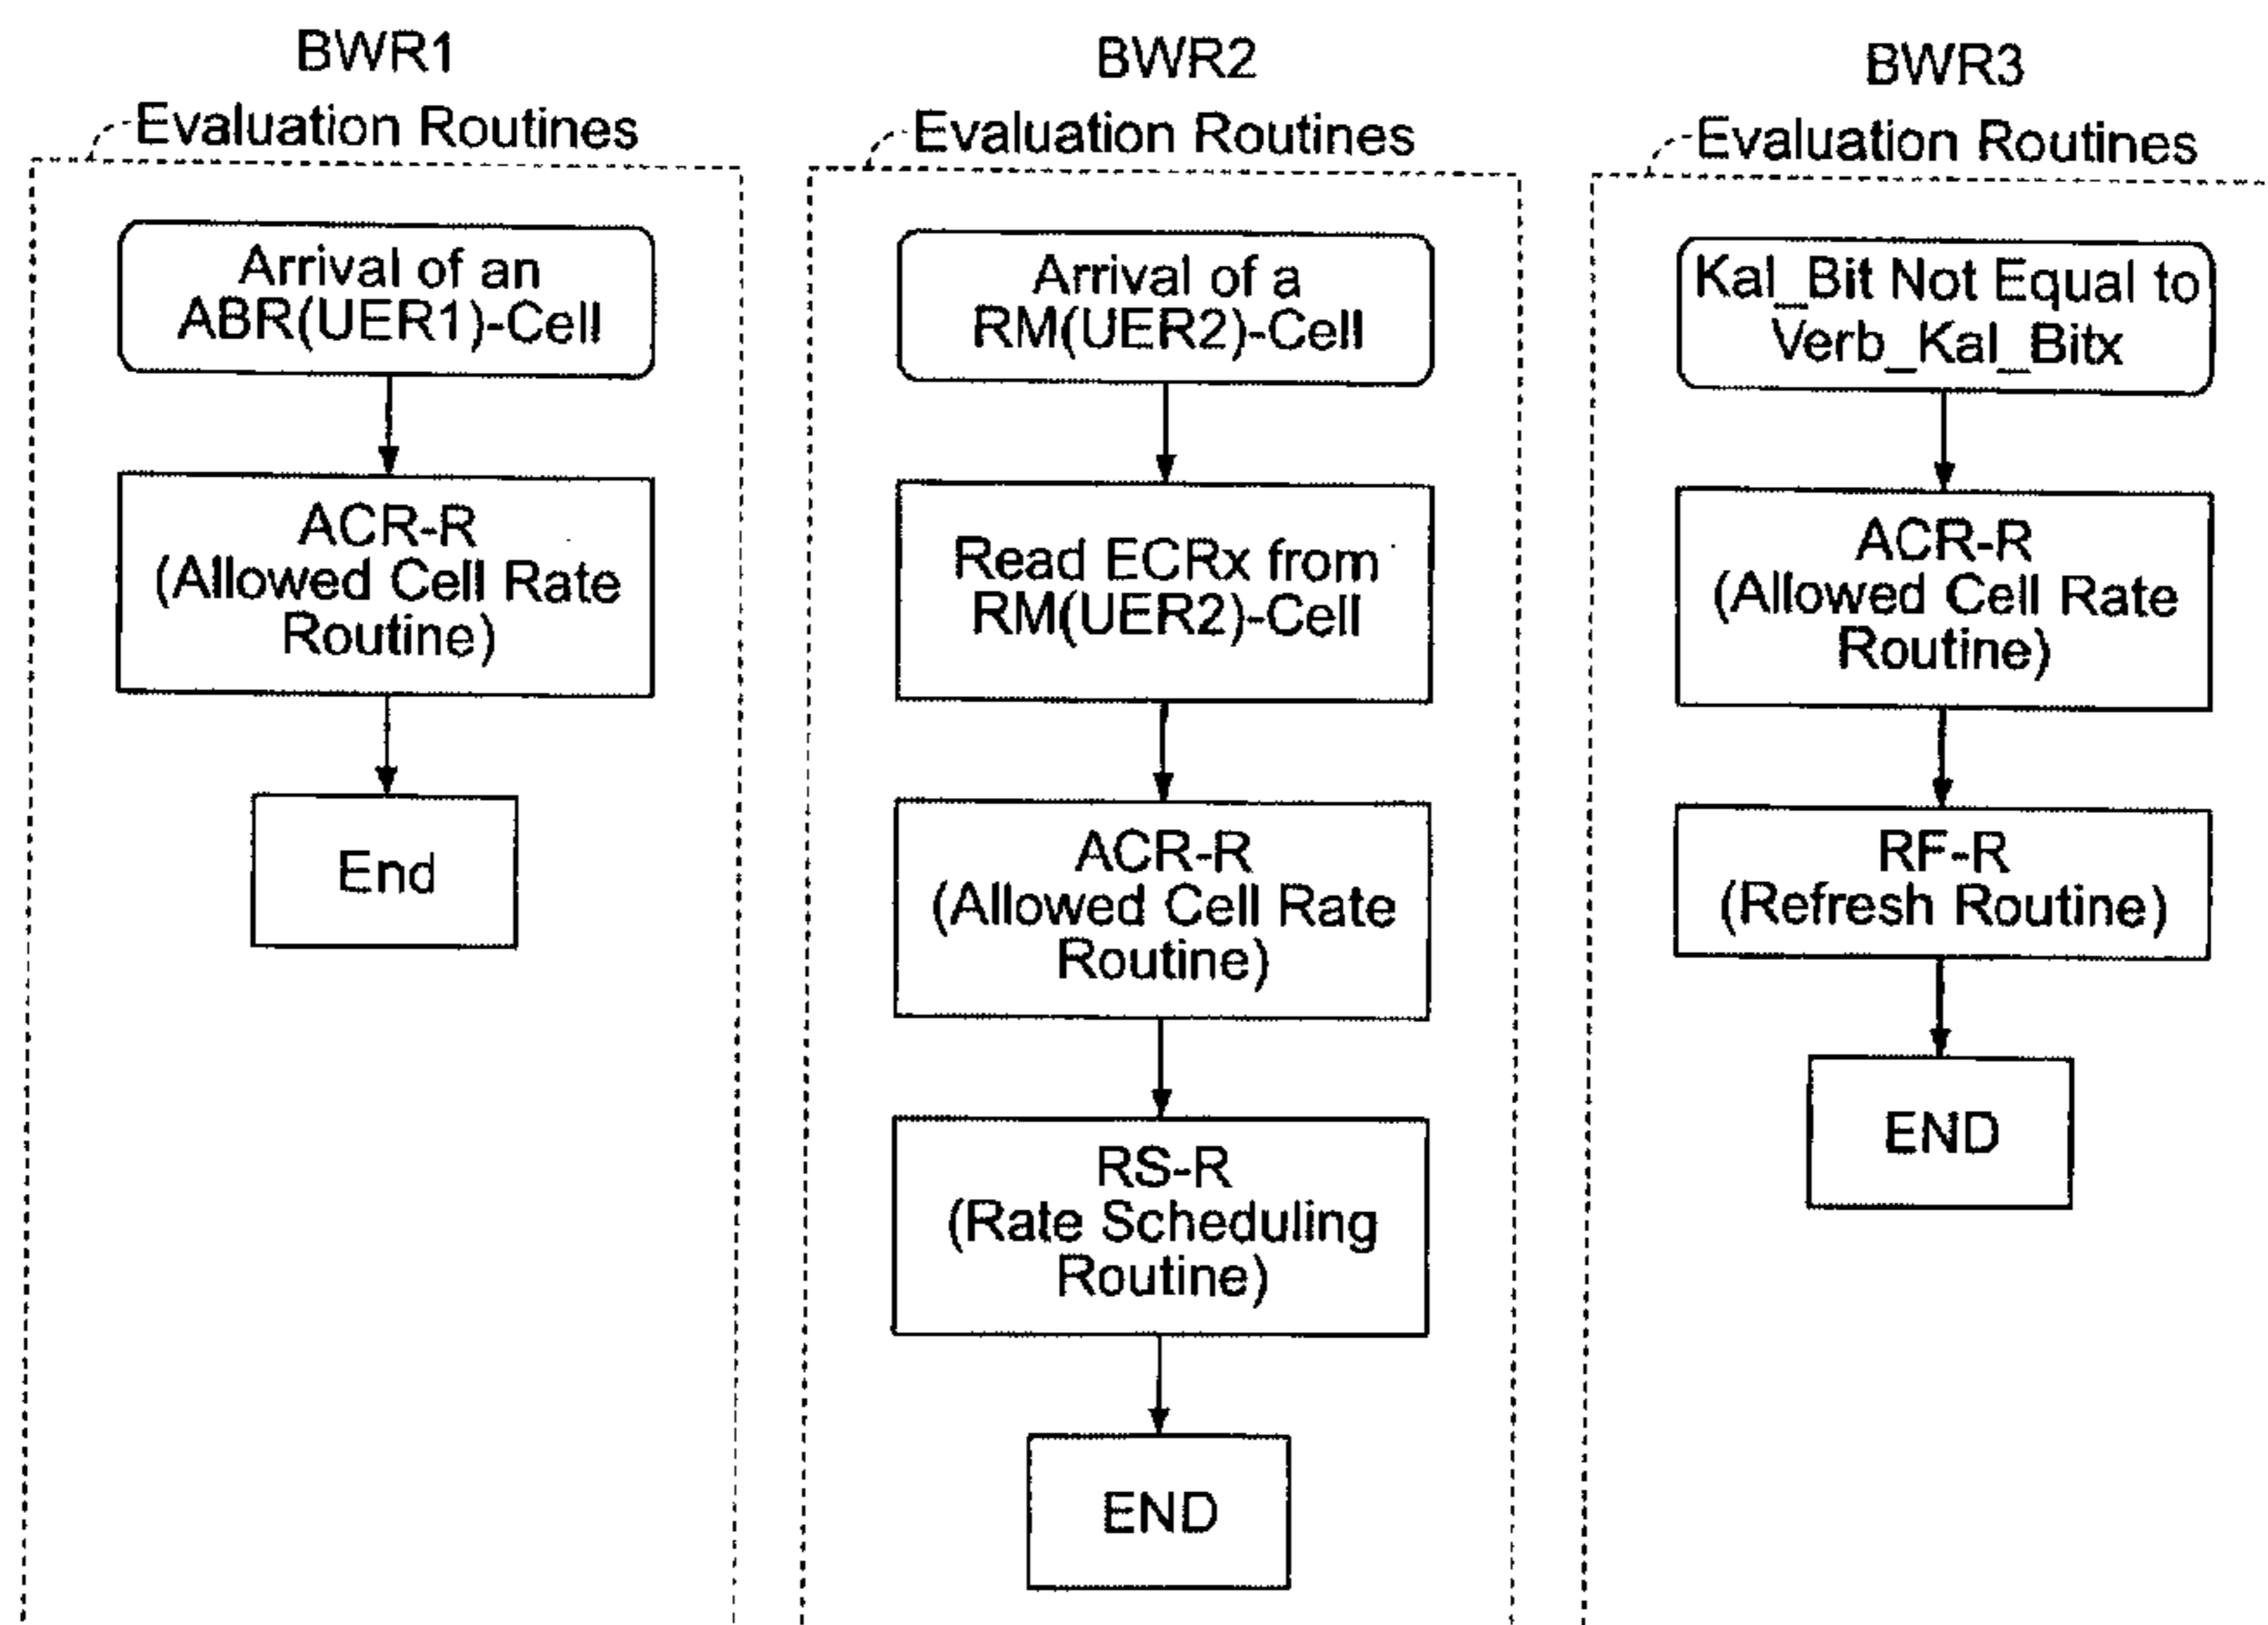 BWR1
Evaluation Routines
Arrival of an
ABR(UER1)-Cell
ACR-R
(Allowed Cell Rate
Routine)
End
BWR2
Evaluation Routines
Arrival of a
RM(UER2)-Cell
Read ECRx from
RM(UER2)-Cell
ACR-R
(Allowed Cell Rate
Routine)
RS-R
(Rate Scheduling
Routine)
END
BWR3
Evaluation Routines
Kal_Bit Not Equal to
Verb_Kal_Bitx
ACR-R
(Allowed Cell Rate
Routine)
RF-R
(Refresh Routine)
END